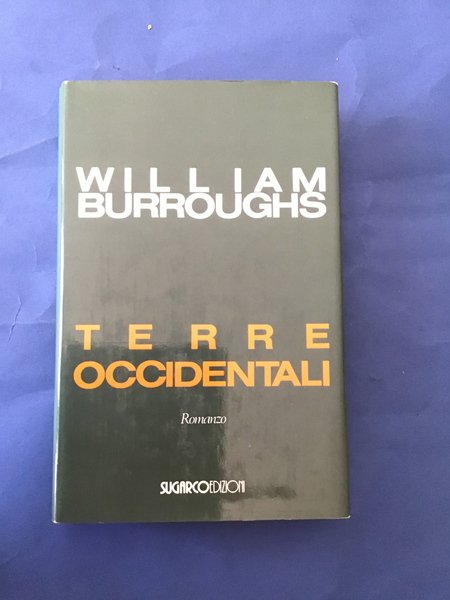 WILLIAM
BURROUGHS
TERRE
OCCIDENTALI
Romanzo
SUGARCOEDIZIONI